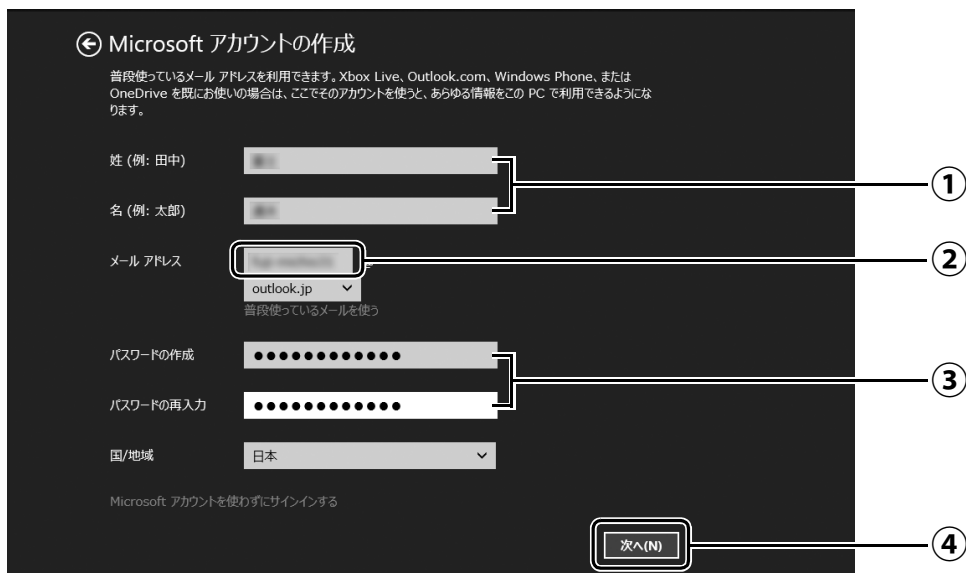 Microsoft アカウントの作成
普段使っているメール アドレスを利用できます。Xbox Live、Outlook.com、Windows Phone、または
OneDrive を既にお使いの場合は、ここでそのアカウントを使うと、あらゆる情報をこの PC で利用できるようにな
ります。
姓 (例: 田中)
①
名 (例: 太郎)
メール アドレス
②
outlook.jp
普段使っているメールを使う
パスワードの作成 ●●●●●●●●●●●●
③
パスワードの再入力 ●●●●●●●●●●●●
国/地域 日本
Microsoft アカウントを使わずにサインインする
次へ(N)
④